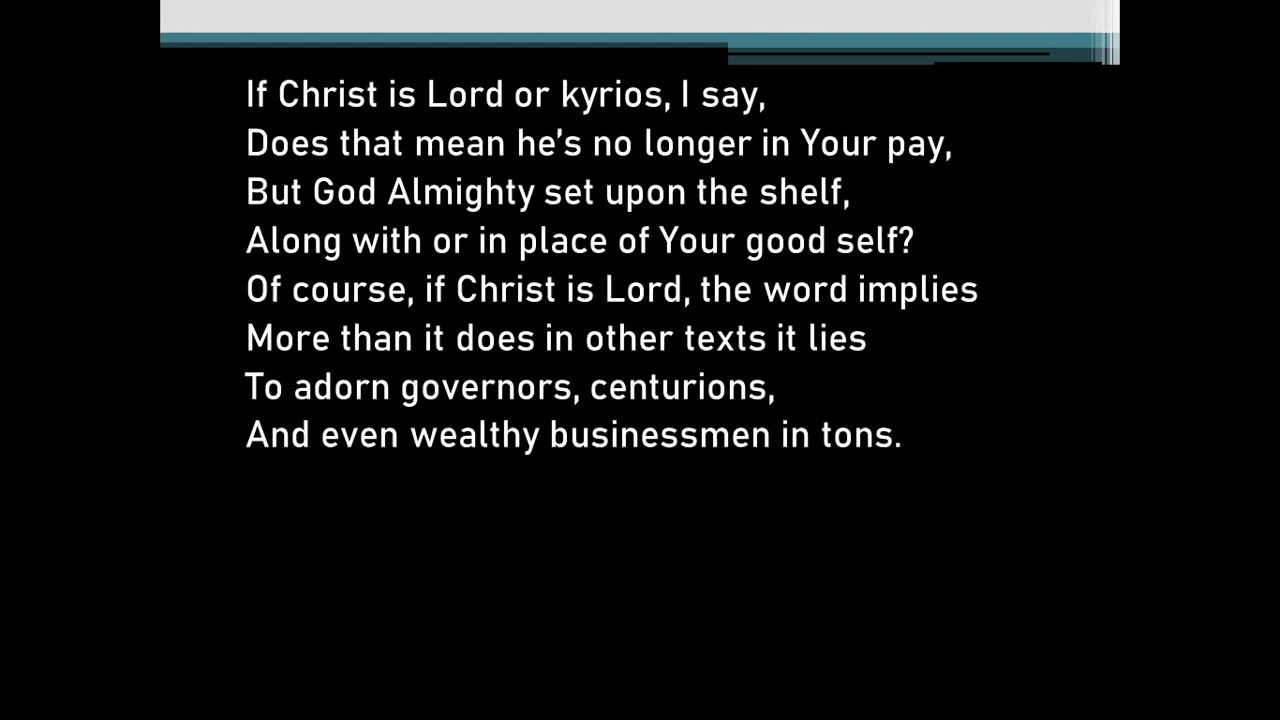 If Christ is Lord or kyrios, I say,
Does that mean he's no longer in Your pay,
But God Almighty set upon the shelf,
Along with or in place of Your good self?
Of course, if Christ is Lord, the word implies
More than it does in other texts it lies
To adorn governors, centurions,
And even wealthy businessmen in tons.